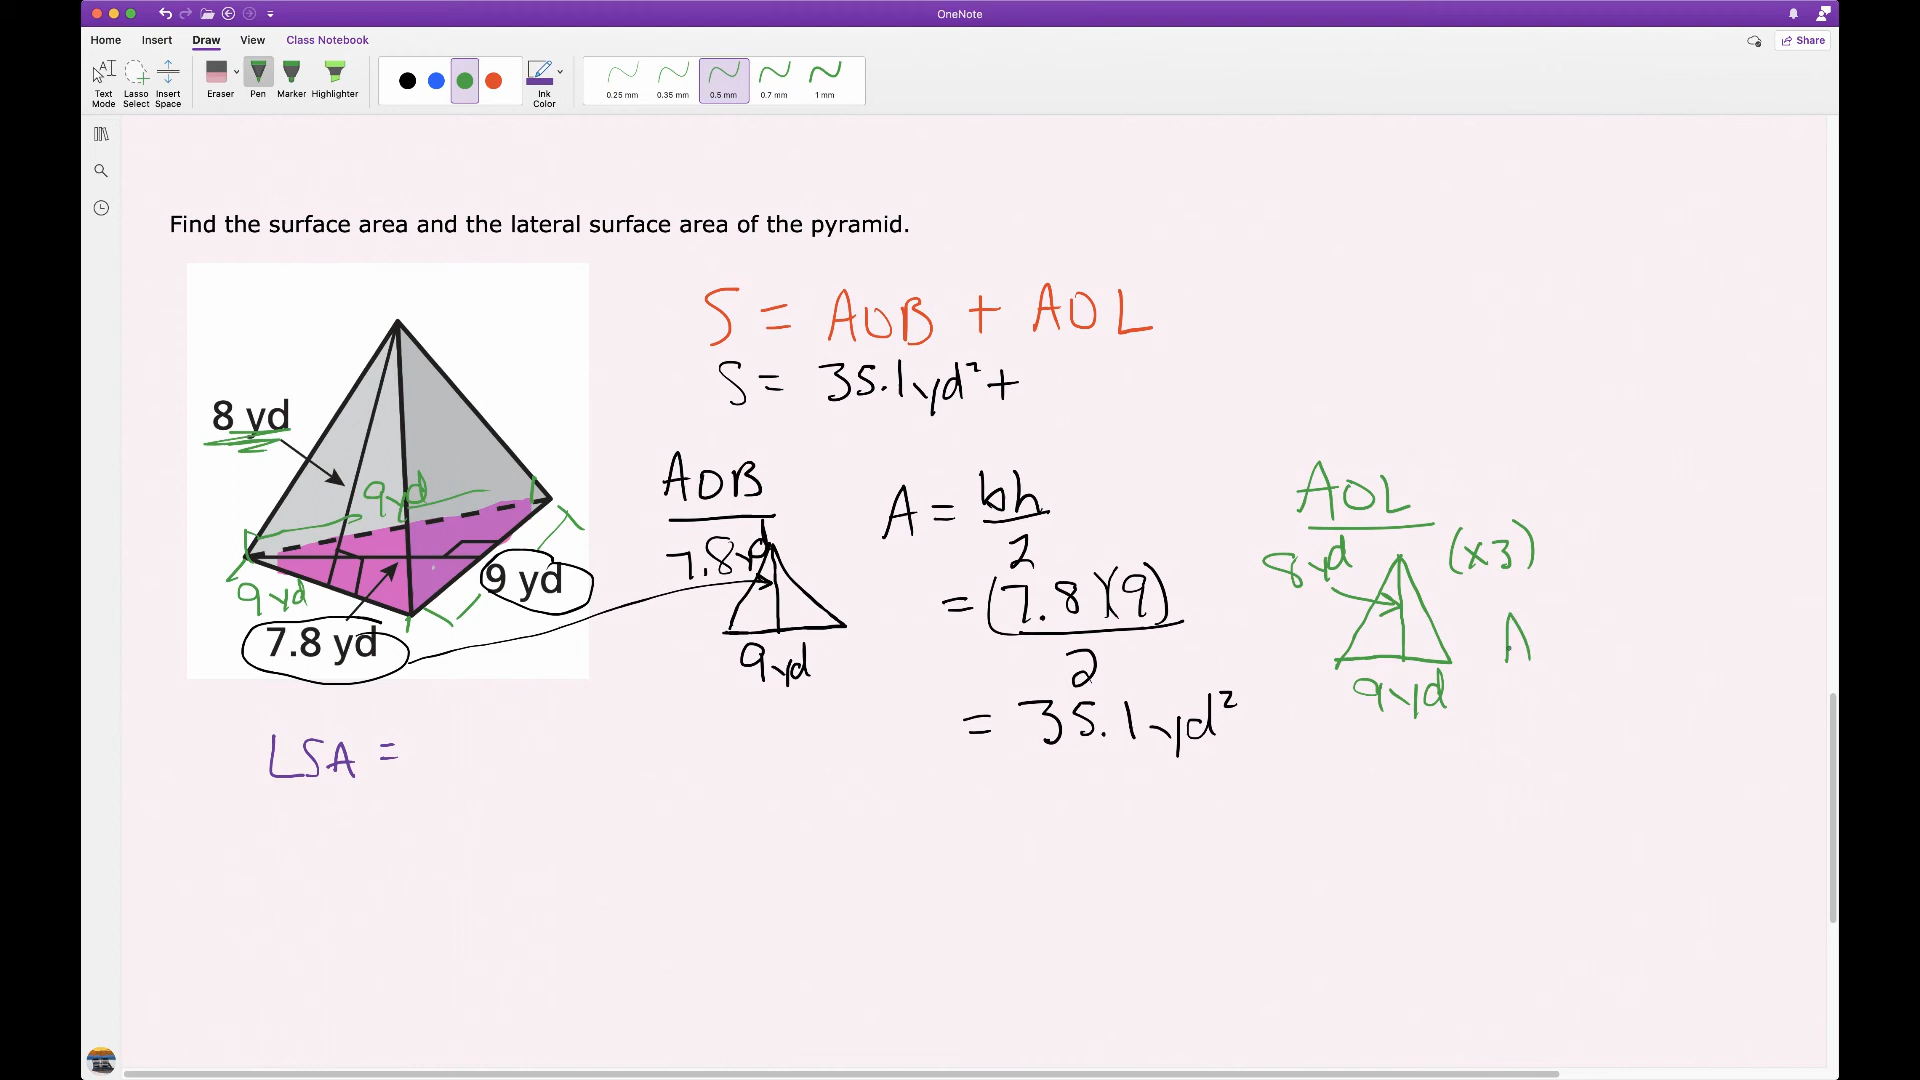 OneNote
Home Insert Draw View Class Notebook
Share
Text Mode
Lasso Select
Insert Space
Eraser
Pen
Marker
Highlighter
Ink Color
0.25 mm
0.35 mm
0.5 mm
0.7 mm
1 mm
Find the surface area and the lateral surface area of the pyramid.
S = AOB + AOL
S = 35.1yd²+
8 yd
9yd
9 yd
9yd
7.8 yd
AOB
7.8yd
9yd
A = bh
2
= (7.8)(9)
2
= 35.1yd²
AOL
(x3)
8yd
9yd
A
LSA =